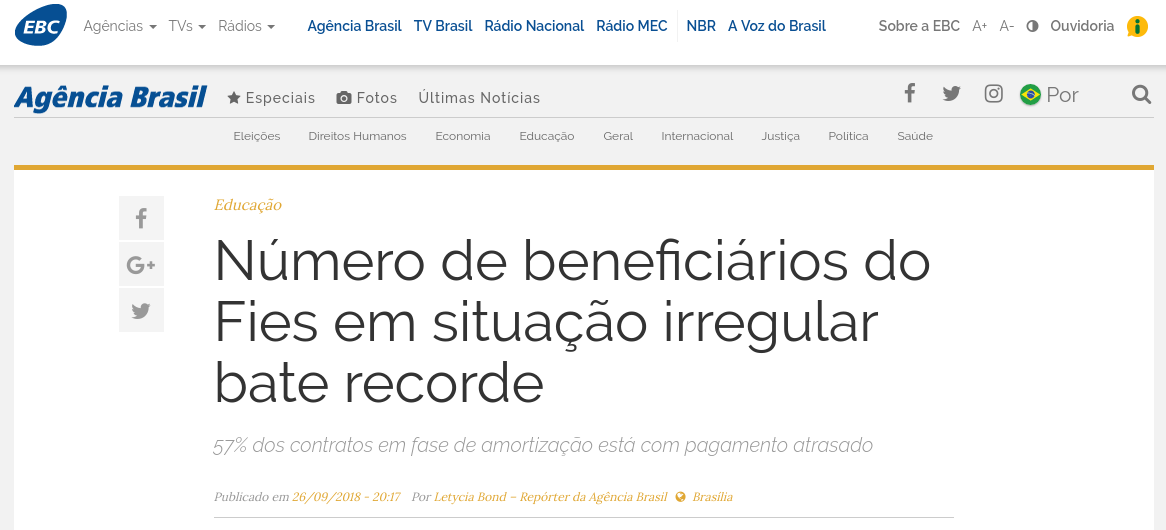 EBC Agências TVs Rádios Agência Brasil TV Brasil Rádio Nacional Rádio MEC NBR A Voz do Brasil Sobre a EBC A+ A- Ouvidoria
Agência Brasil Especiais Fotos Últimas Notícias Por
Eleições Direitos Humanos Economia Educação Geral Internacional Justiça Política Saúde
Educação
Número de beneficiários do
Fies em situação irregular
bate recorde
57% dos contratos em fase de amortização está com pagamento atrasado
Publicado em 26/09/2018 - 20:17 Por Letycia Bond – Repórter da Agência Brasil Brasília